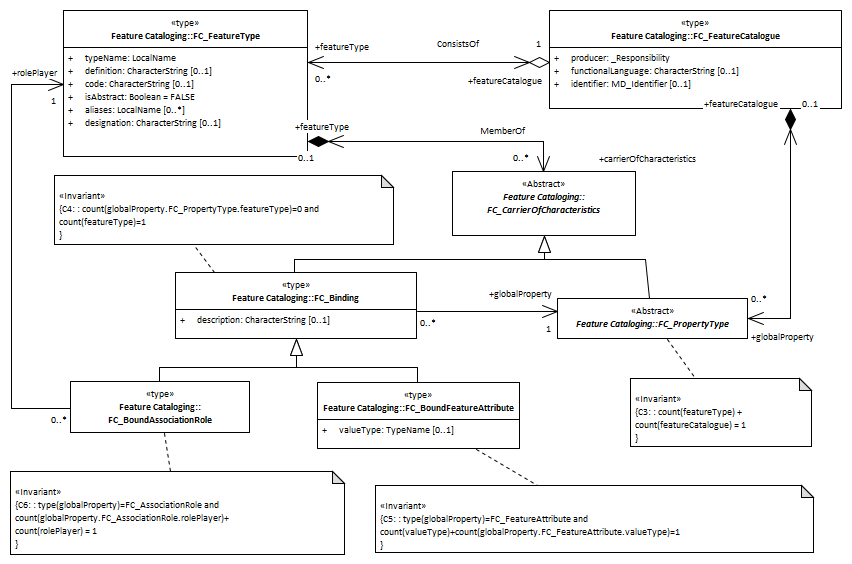 «type»
Feature Cataloging::FC_FeatureType
+ typeName: LocalName
+ definition: CharacterString [0..1]
+ code: CharacterString [0..1]
+ isAbstract: Boolean = FALSE
+ aliases: LocalName [0..*]
+ designation: CharacterString [0..1]
«type»
Feature Cataloging::FC_FeatureCatalogue
+ producer: _Responsibility
+ functionalLanguage: CharacterString [0..1]
+ identifier: MD_Identifier [0..1]
+featureType
ConsistsOf
1
0..*
+featureCatalogue
+rolePlayer
1
+featureCatalogue
0..1
+featureType
MemberOf
0..1
0..*
+carrierOfCharacteristics
«Abstract»
Feature Cataloging::
FC_CarrierOfCharacteristics
«Invariant»
{C4: : count(globalProperty.FC_PropertyType.featureType)=0 and
count(featureType)=1
}
«type»
Feature Cataloging::FC_Binding
+ description: CharacterString [0..1]
+globalProperty
0..*
1
«Abstract»
Feature Cataloging::FC_PropertyType
0..*
+globalProperty
«type»
Feature Cataloging::
FC_BoundAssociationRole
0..*
«type»
Feature Cataloging::FC_BoundFeatureAttribute
+ valueType: TypeName [0..1]
«Invariant»
{C3: : count(featureType) +
count(featureCatalogue) = 1
}
«Invariant»
{C6: : type(globalProperty)=FC_AssociationRole and
count(globalProperty.FC_AssociationRole.rolePlayer)+
count(rolePlayer) = 1
}
«Invariant»
{C5: : type(globalProperty)=FC_FeatureAttribute and
count(valueType)+count(globalProperty.FC_FeatureAttribute.valueType)=1
}